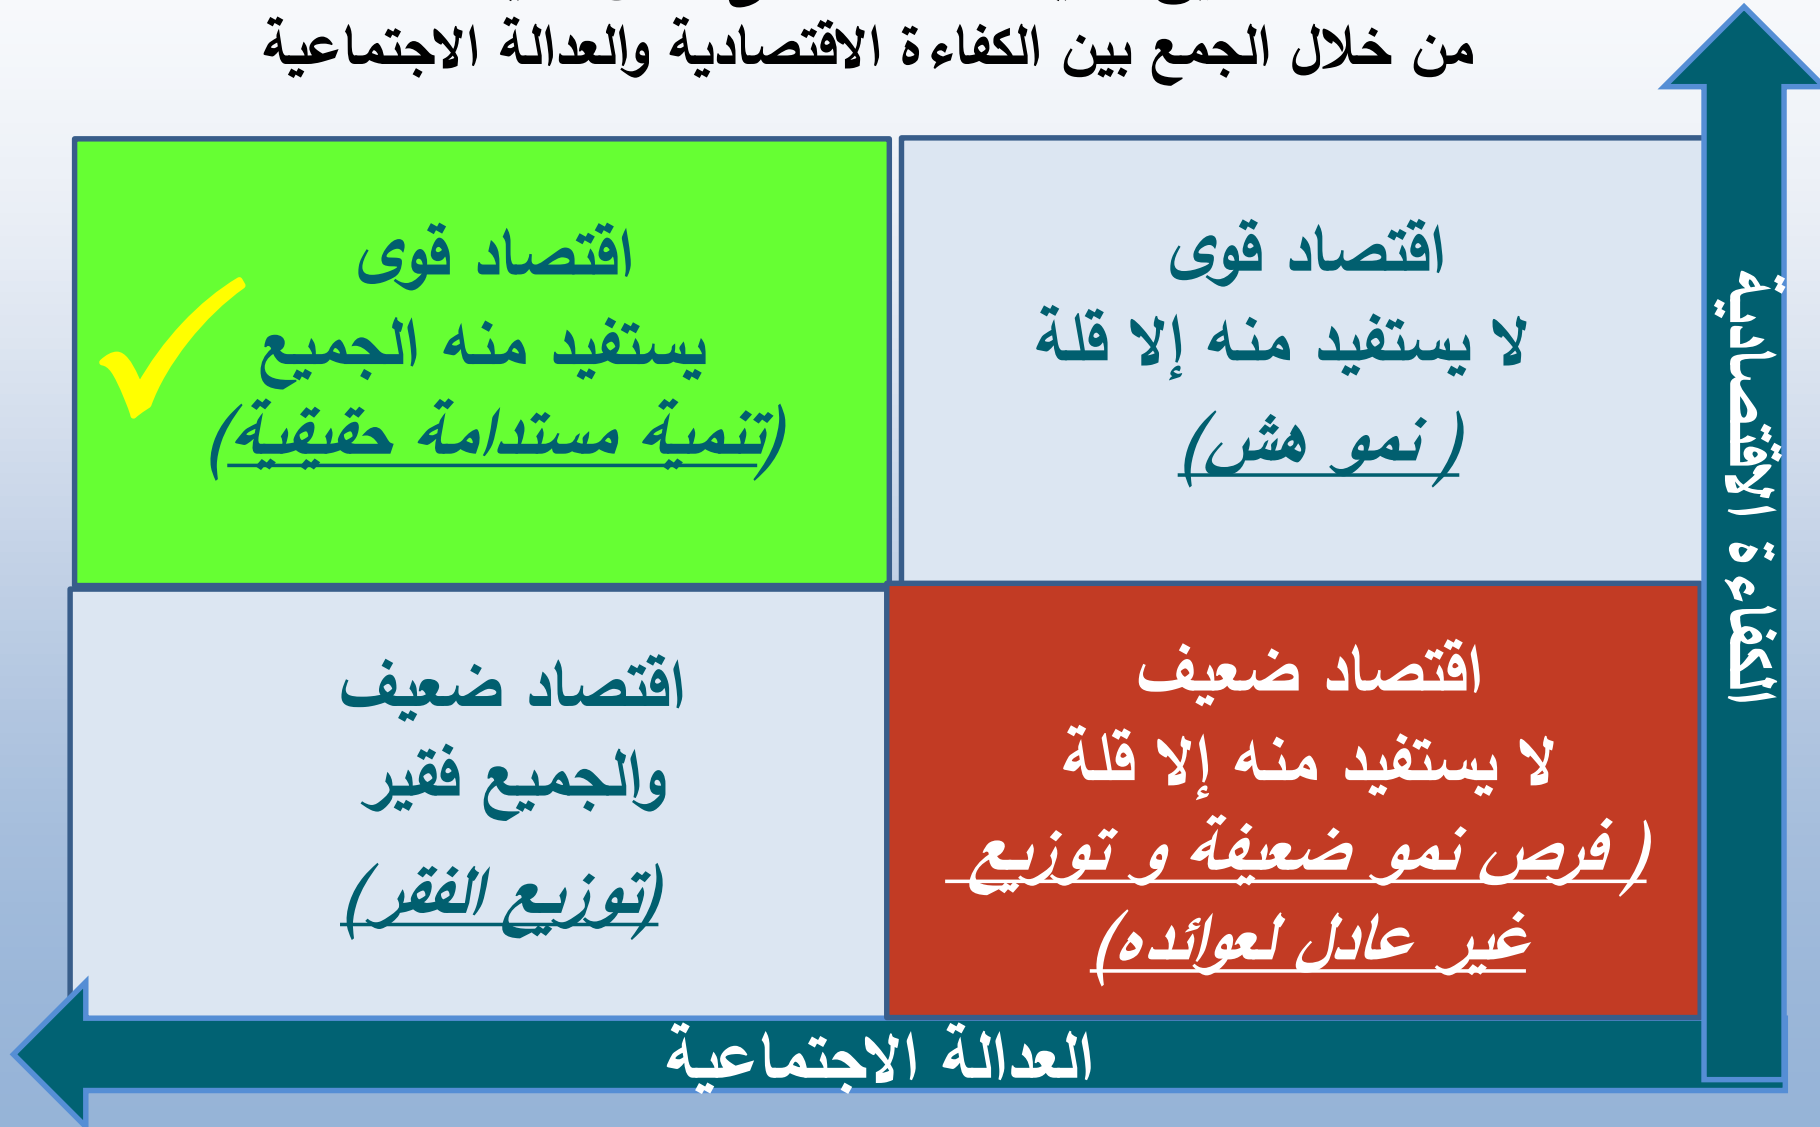 من خلال الجمع بين الكفاءة الاقتصادية والعدالة الاجتماعية
اقتصاد قوى
لا يستفيد منه إلا قلة
( نمو هش)
اقتصاد قوى
يستفيد منه الجميع
(تنمية مستدامة حقيقية)
الكفاءة الاقتصادية
اقتصاد ضعيف
لا يستفيد منه إلا قلة
( فرص نمو ضعيفة و توزيع
غير عادل لعوائده)
اقتصاد ضعيف
والجميع فقير
(توزيع الفقر)
العدالة الاجتماعية